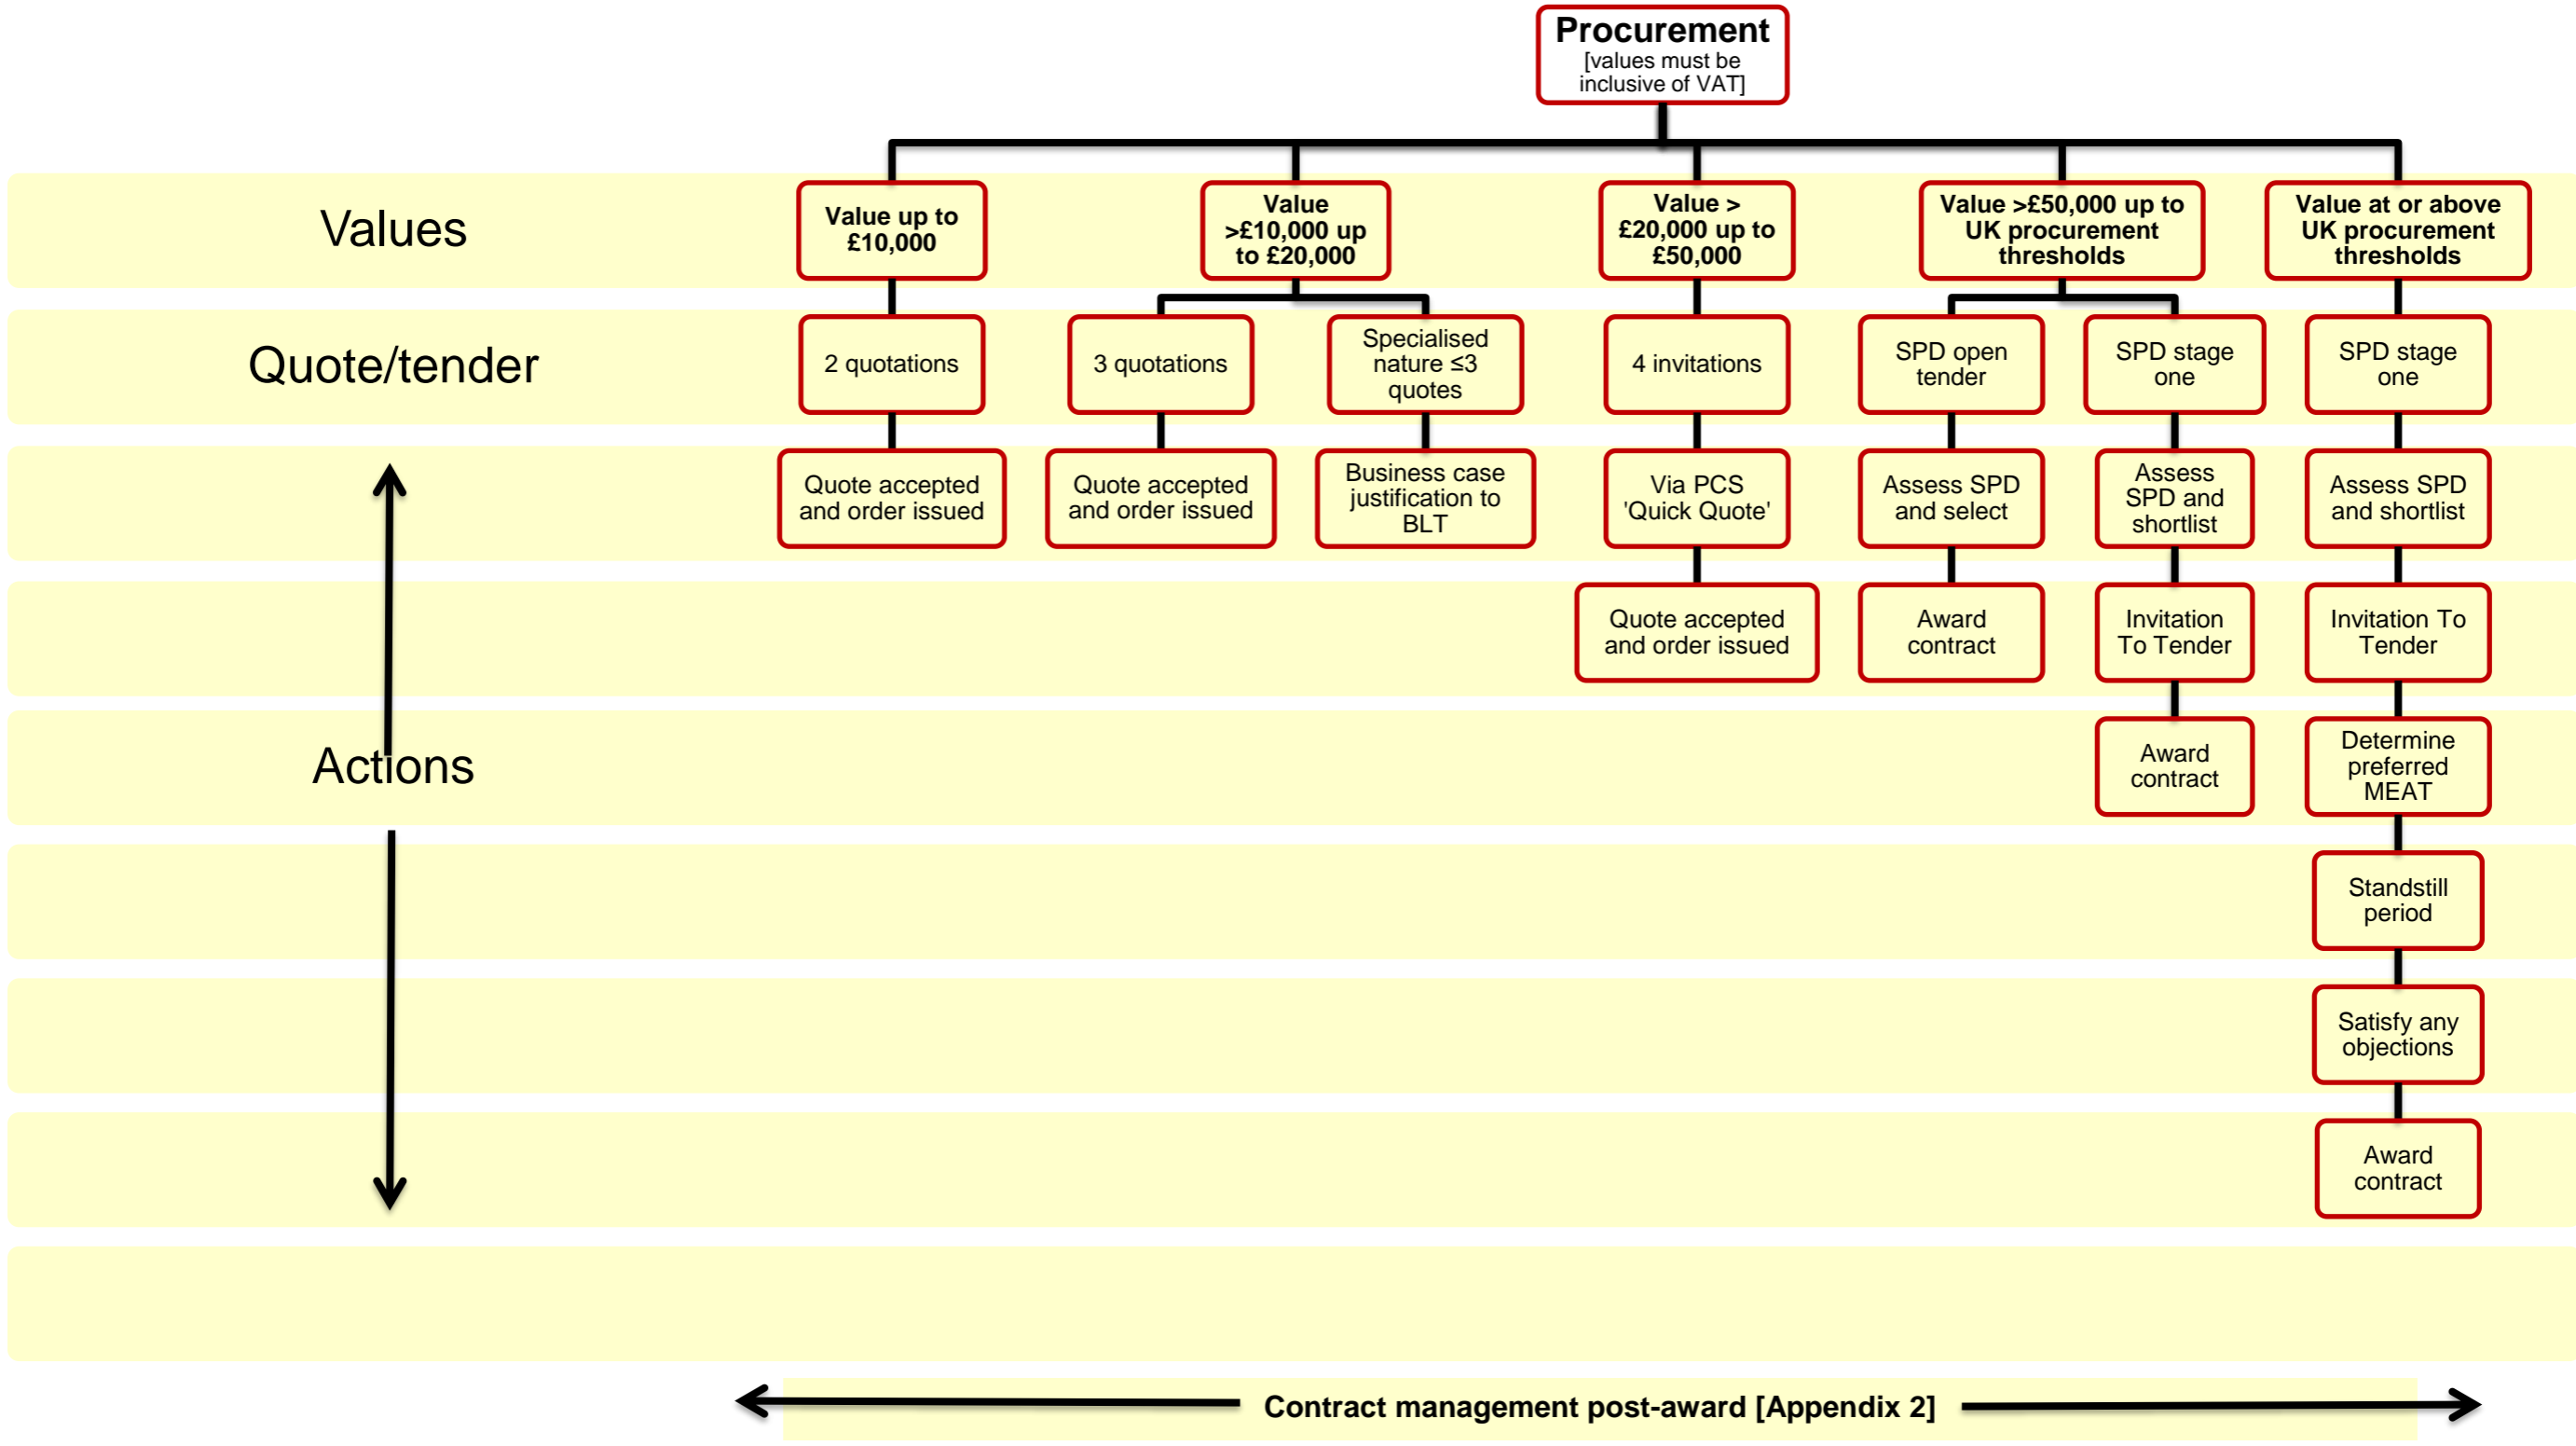 Procurement
[values must be
inclusive of VAT]
Values
Value up to
£10,000
Value
>£10,000 up
to £20,000
Value >
£20,000 up to
£50,000
Value >£50,000 up to
UK procurement
thresholds
Value at or above
UK procurement
thresholds
Quote/tender
2 quotations
3 quotations
Specialised
nature ≤3
quotes
4 invitations
SPD open
tender
SPD stage
one
SPD stage
one
Quote accepted
and order issued
Quote accepted
and order issued
Business case
justification to
BLT
Via PCS
'Quick Quote'
Assess SPD
and select
Assess
SPD and
shortlist
Assess SPD
and shortlist
Quote accepted
and order issued
Award
contract
Invitation
To Tender
Invitation To
Tender
Actions
Award
contract
Determine
preferred
MEAT
Standstill
period
Satisfy any
objections
Award
contract
Contract management post-award [Appendix 2]